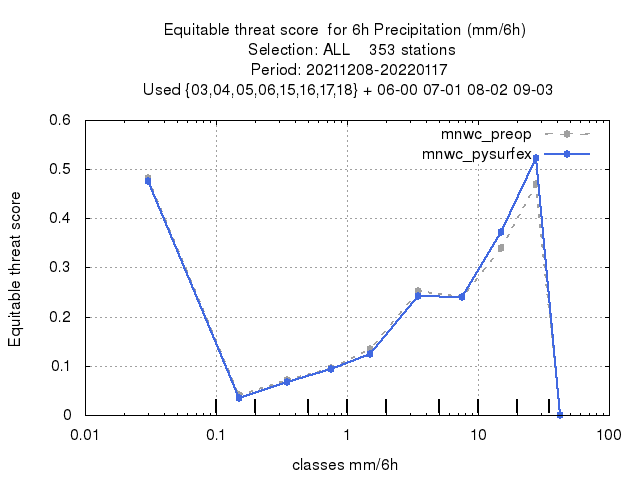 Equitable threat score  for 6h Precipitation (mm/6h)
Selection: ALL    353 stations
Period: 20211208-20220117
Used {03,04,05,06,15,16,17,18} + 06-00 07-01 08-02 09-03
mnwc_preop
mnwc_pysurfex
Equitable threat score
0.6
0.5
0.4
0.3
0.2
0.1
0
0.01 0.1 1 10 100
classes mm/6h